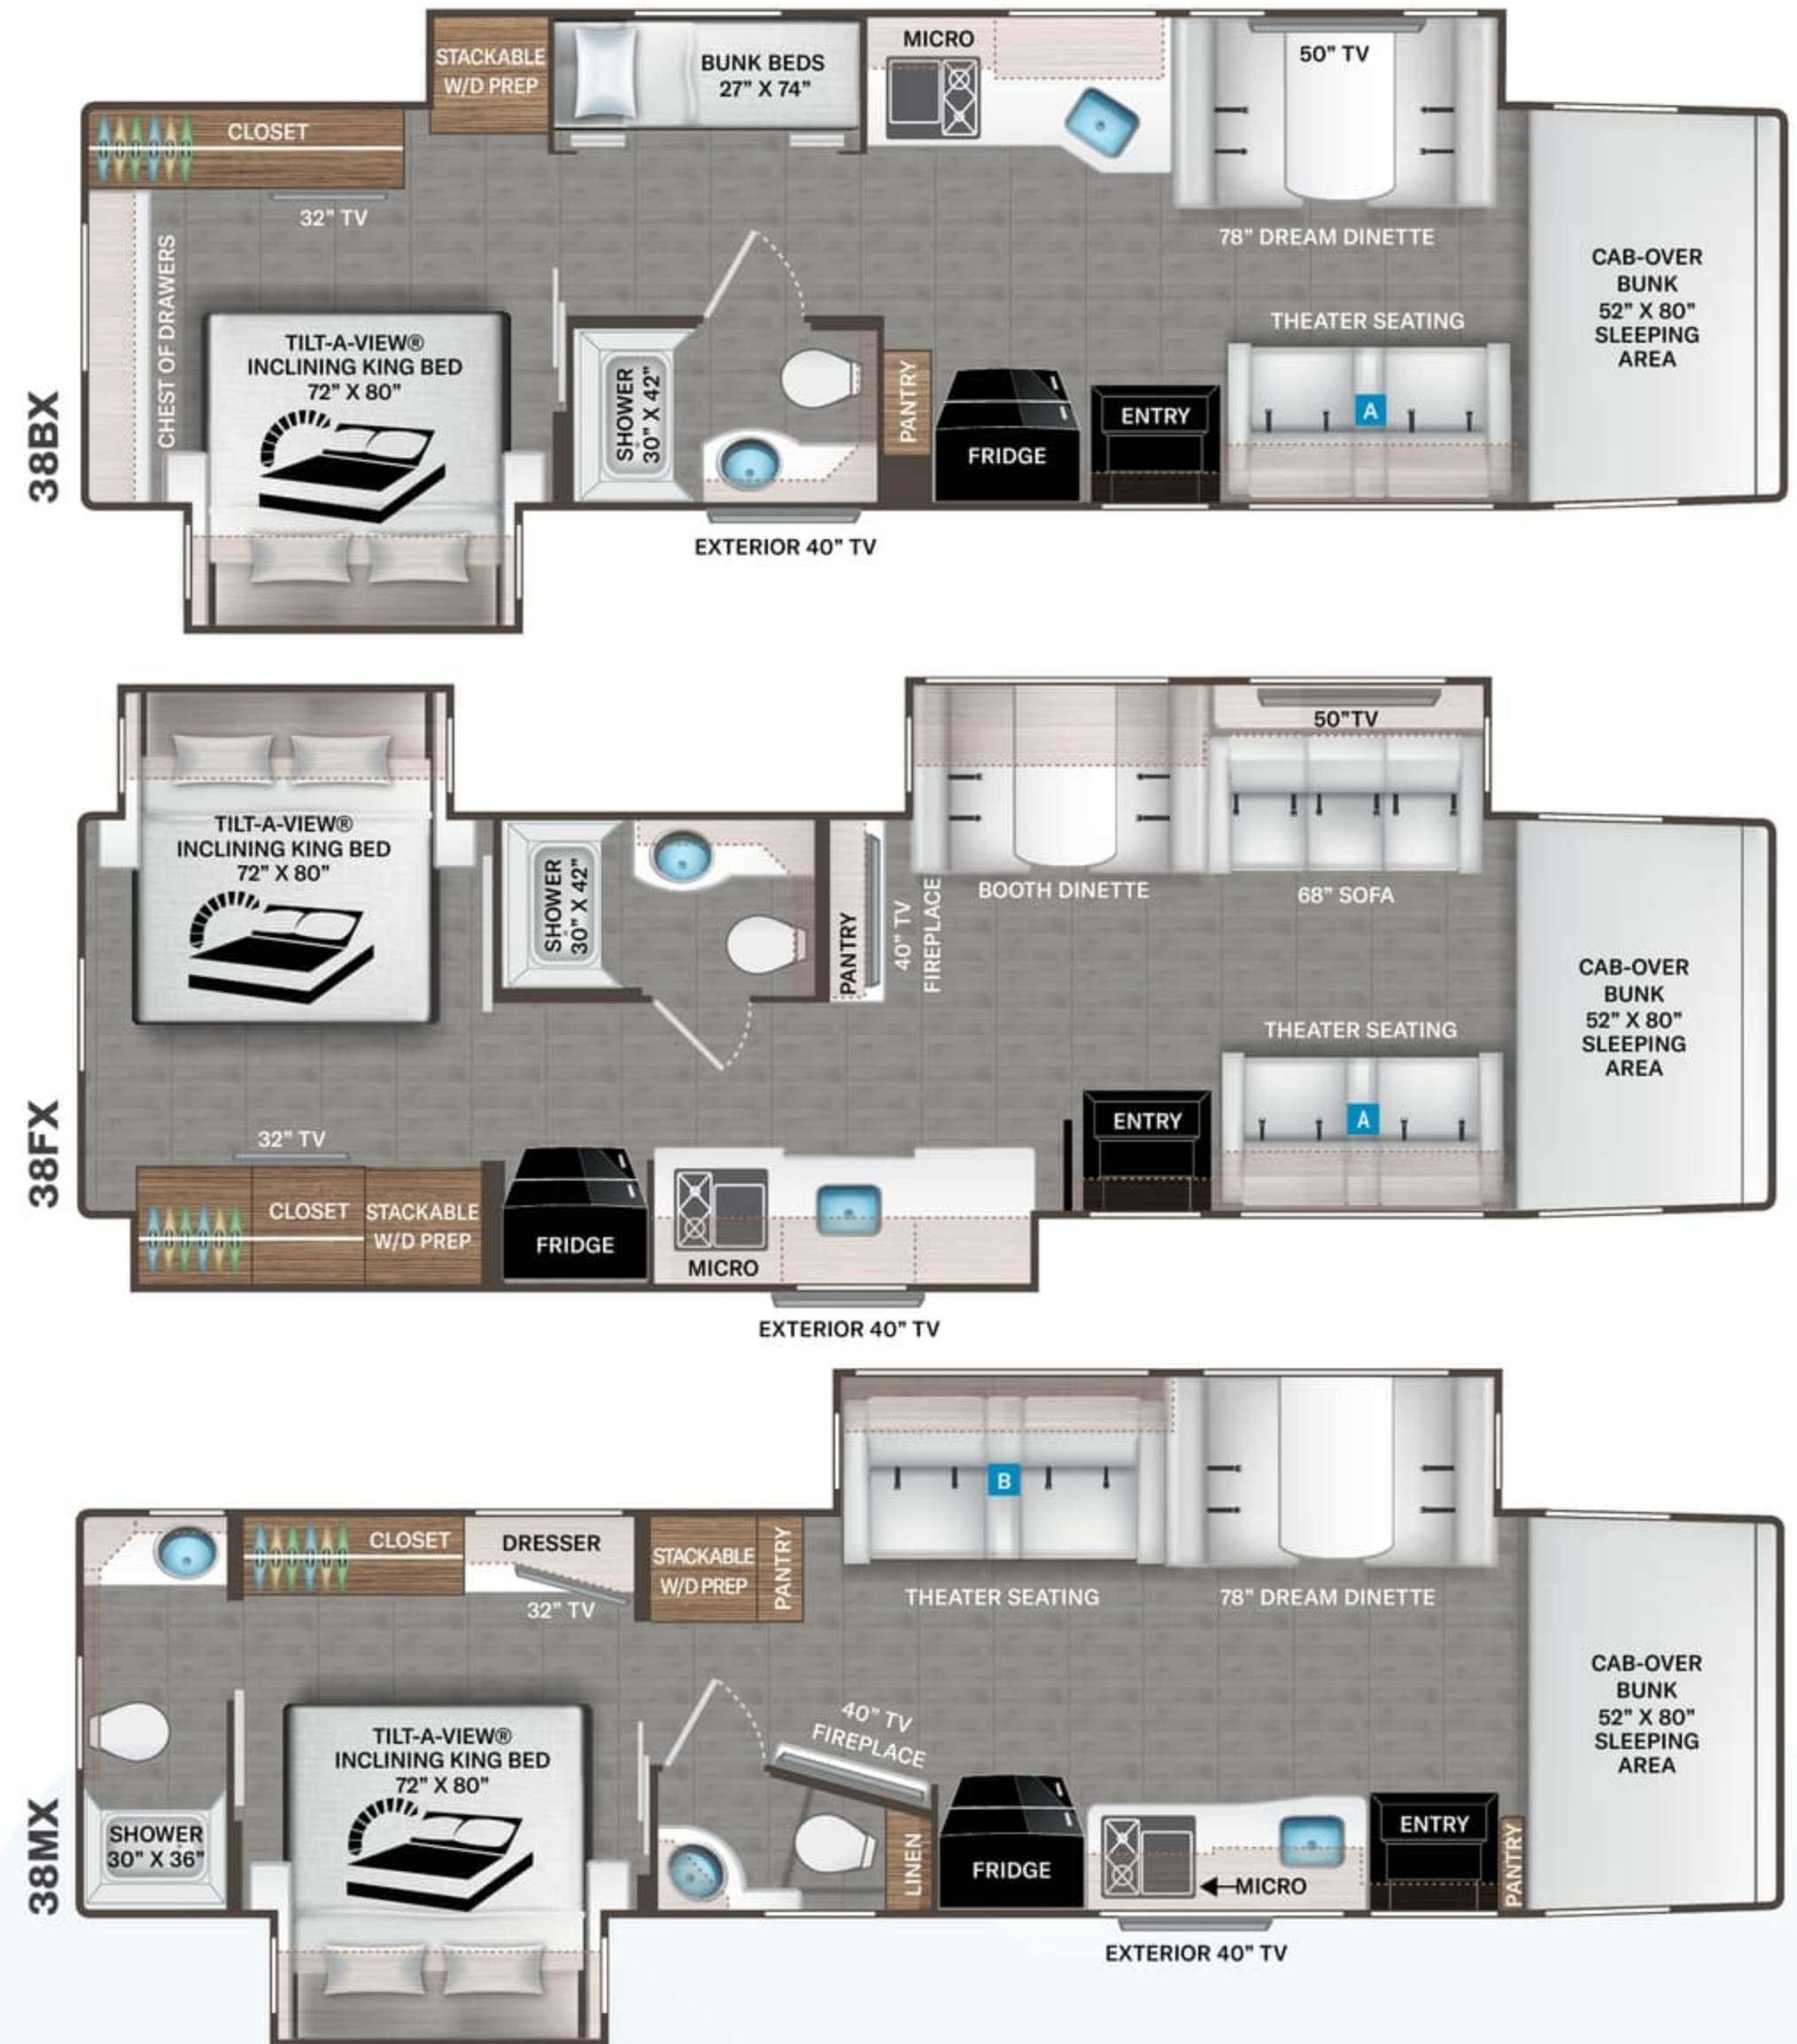 38BX
STACKABLE
W/D PREP
BUNK BEDS
27" X 74"
MICRO
50" TV
CLOSET
32" TV
78" DREAM DINETTE
CHEST OF DRAWERS
TILT-A-VIEW®
INCLINING KING BED
72" X 80"
SHOWER
30" X 42"
PANTRY
FRIDGE
ENTRY
THEATER SEATING
A
CAB-OVER
BUNK
52" X 80"
SLEEPING
AREA
EXTERIOR 40" TV
38FX
TILT-A-VIEW®
INCLINING KING BED
72" X 80"
SHOWER
30" X 42"
PANTRY
40" TV
FIREPLACE
BOOTH DINETTE
50"TV
68" SOFA
THEATER SEATING
A
CAB-OVER
BUNK
52" X 80"
SLEEPING
AREA
32" TV
CLOSET
STACKABLE
W/D PREP
FRIDGE
MICRO
ENTRY
EXTERIOR 40" TV
38MX
CLOSET
DRESSER
32" TV
STACKABLE
W/D PREP
PANTRY
B
THEATER SEATING
78" DREAM DINETTE
CAB-OVER
BUNK
52" X 80"
SLEEPING
AREA
SHOWER
30" X 36"
TILT-A-VIEW®
INCLINING KING BED
72" X 80"
40" TV
FIREPLACE
LINEN
FRIDGE
MICRO
ENTRY
PANTRY
EXTERIOR 40" TV